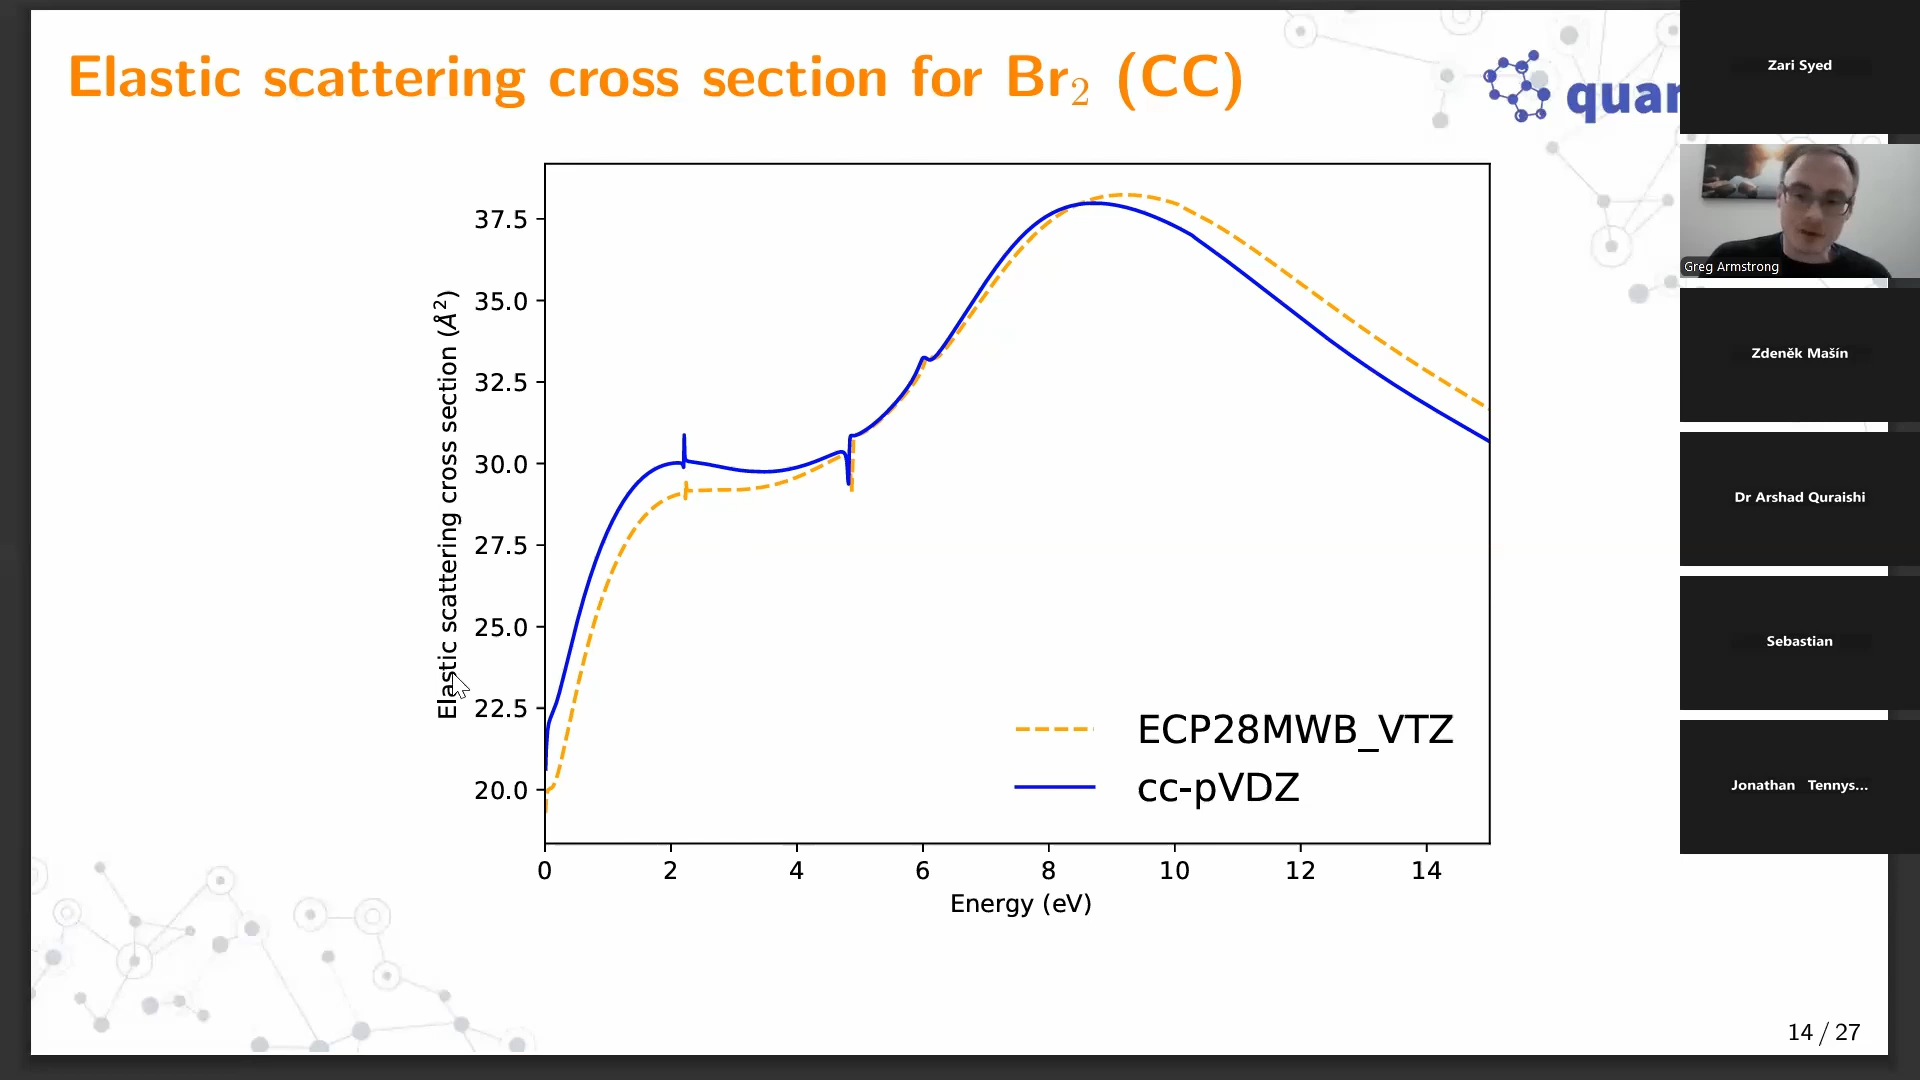 Elastic scattering cross section for Br₂ (CC)
quan
Elastic scattering cross section (Å²)
37.5
35.0
32.5
30.0
27.5
25.0
22.5
20.0
ECP28MWB_VTZ
cc-pVDZ
0 2 4 6 8 10 12 14
Energy (eV)
14 / 27
Zari Syed
Greg Armstrong
Zdeněk Mašín
Dr Arshad Quraishi
Sebastian
Jonathan Tennys...